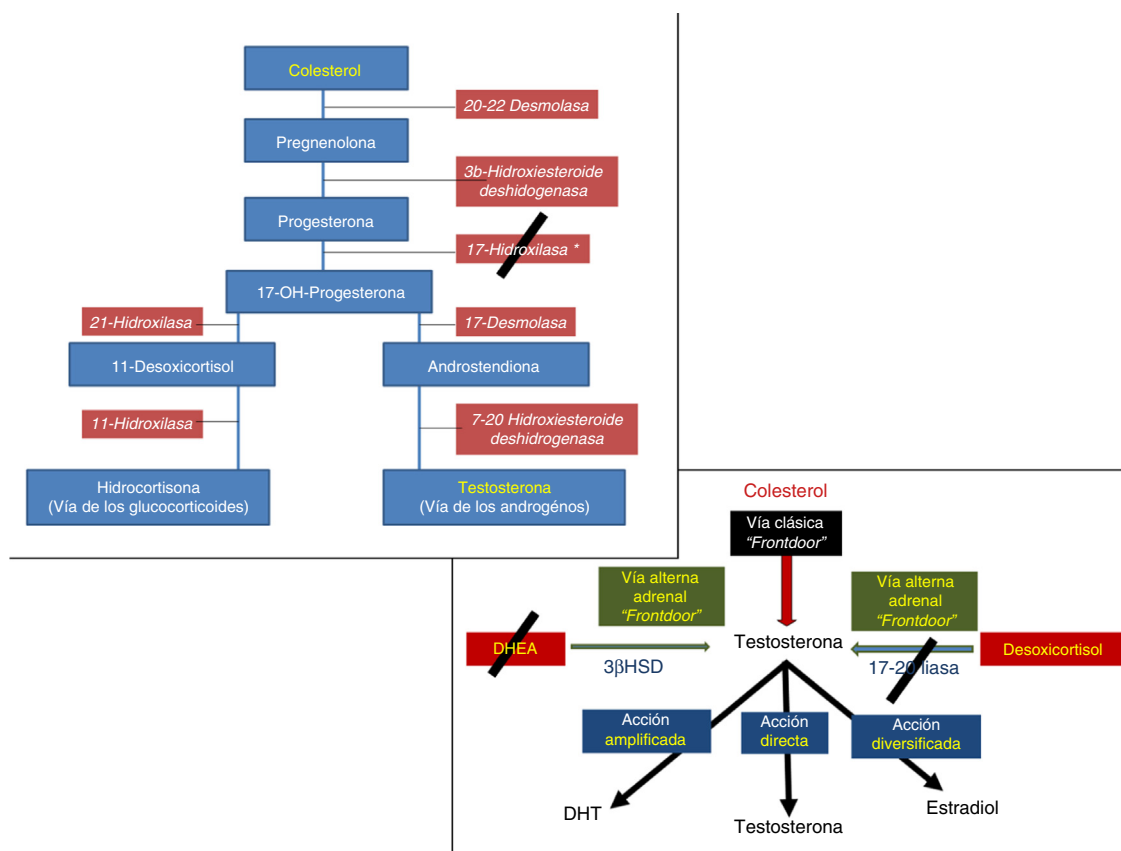 Colesterol
20-22 Desmolasa
Pregnenolona
3b-Hidroxiesteroide
deshidogenasa
Progesterona
17-Hidroxilasa *
17-OH-Progesterona
21-Hidroxilasa
17-Desmolasa
11-Desoxicortisol
Androstendiona
11-Hidroxilasa
7-20 Hidroxiesteroide
deshidrogenasa
Hidrocortisona
(Vía de los glucocorticoides)
Testosterona
(Vía de los androgénos)
Colesterol
Vía clásica
"Frontdoor"
Vía alterna
adrenal
"Frontdoor"
Vía alterna
adrenal
"Frontdoor"
DHEA
3βHSD
Testosterona
17-20 liasa
Desoxicortisol
Acción
amplificada
Acción
directa
Acción
diversificada
DHT
Testosterona
Estradiol